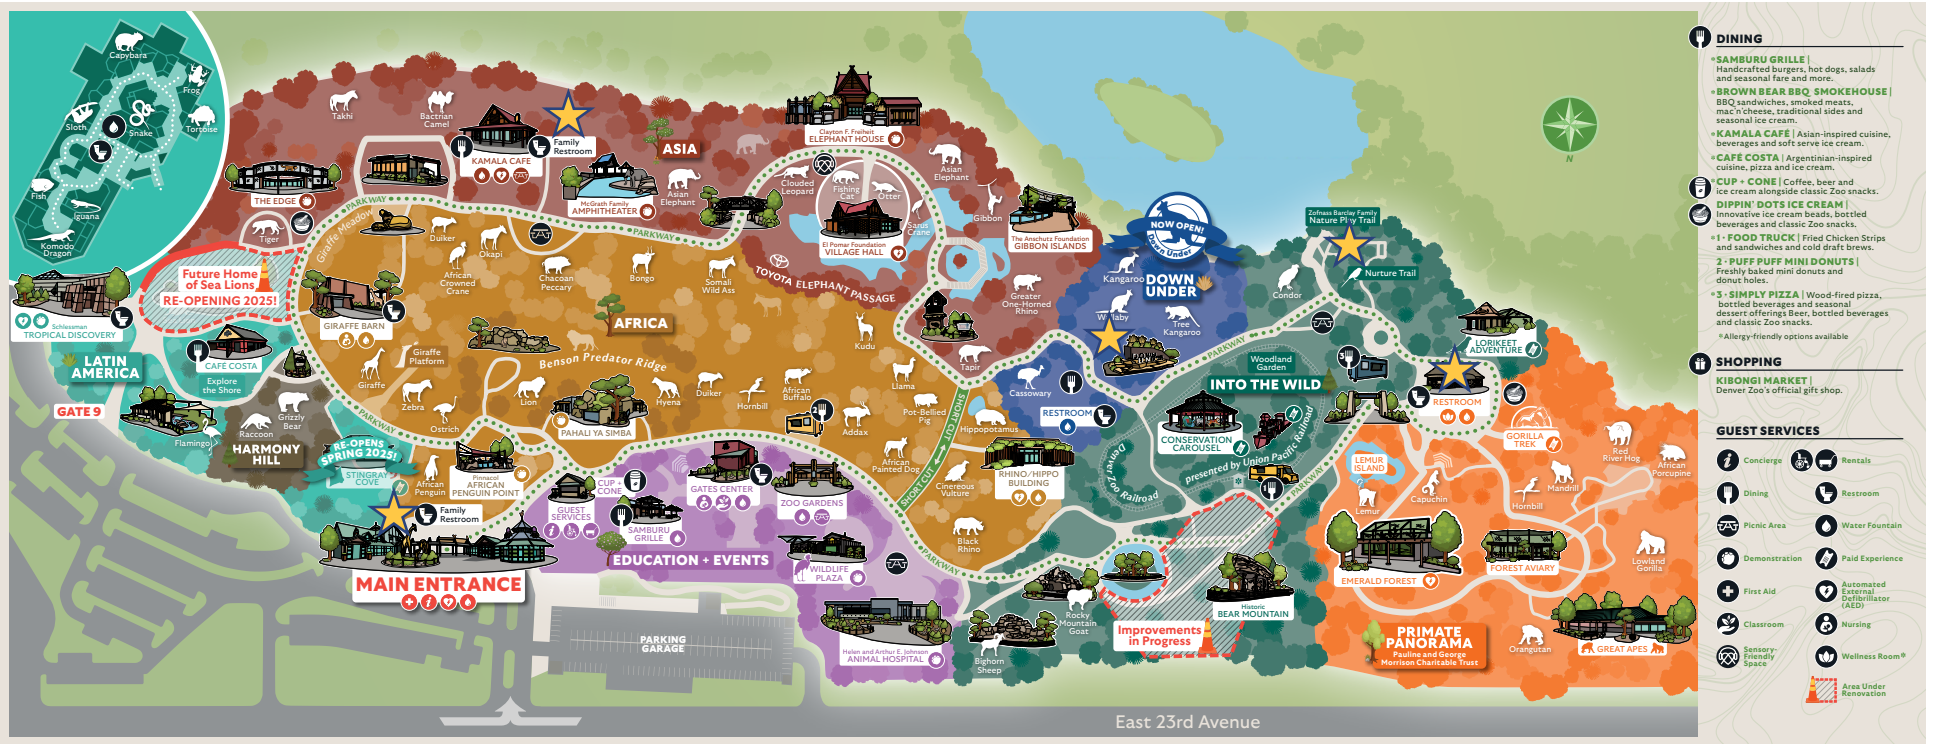 Capybara
Frog
Sloth
Snake
Tortoise
Fish
Iguana
Komodo
Dragon
Schlessman
TROPICAL DISCOVERY
Future Home
of Sea Lions
RE-OPENING 2025!
LATIN
AMERICA
CAFÉ COSTA
Explore
the Shore
GATE 9
Flamingo
Raccoon
Grizzly
Bear
HARMONY
HILL
RE-OPENS
SPRING 2025!
STINGRAY
COVE
Takhi
Bactrian
Camel
KAMALA CAFE
Family
Restroom
ASIA
THE EDGE
Tiger
McGrath Family
AMPHITHEATER
Asian
Elephant
Clayton F. Freiheit
ELEPHANT HOUSE
Clouded
Leopard
Fishing
Cat
Otter
Sarus
Crane
El Pomar Foundation
VILLAGE HALL
Asian
Elephant
Gibbon
The Anschutz Foundation
GIBBON ISLANDS
TOYOTA ELEPHANT PASSAGE
Greater
One-Horned
Rhino
Tapir
PARKWAY
PARKWAY
Giraffe Meadow
Duiker
Okapi
African
Crowned
Crane
Chacoan
Peccary
Bongo
Somali
Wild Ass
GIRAFFE BARN
AFRICA
Kudu
Giraffe
Giraffe
Platform
Benson Predator Ridge
Zebra
Ostrich
Lion
PAHALI YA SIMBA
Hyena
Duiker
Hornbill
African
Buffalo
Addax
Llama
Pot-Bellied
Pig
African
Painted Dog
SHORT CUT
SHORT CUT
Hippopotamus
Cinereous
Vulture
RHINO/HIPPO
BUILDING
Black
Rhino
PARKWAY
African
Penguin
Pinnacol
AFRICAN
PENGUIN POINT
Family
Restroom
MAIN ENTRANCE
GUEST
SERVICES
CUP +
CONE
SAMBURU
GRILLE
GATES CENTER
ZOO GARDENS
EDUCATION + EVENTS
WILDLIFE
PLAZA
PARKWAY
Helen and Arthur E. Johnson
ANIMAL HOSPITAL
PARKING
GARAGE
NOW OPEN!
Down Under
Kangaroo
DOWN
UNDER
Wallaby
Tree
Kangaroo
Cassowary
RESTROOM
Zofnass Barclay Family
Nature Play Trail
Nurture Trail
Condor
PARKWAY
Woodland
Garden
INTO THE WILD
3
CONSERVATION
CAROUSEL
Denver Zoo Railroad
presented by Union Pacific Railroad
1
PARKWAY
LORIKEET
ADVENTURE
RESTROOM
Rocky
Mountain
Goat
Bighorn
Sheep
Improvements
in Progress
Historic
BEAR MOUNTAIN
LEMUR
ISLAND
Lemur
Capuchin
GORILLA
TREK
Mandrill
Hornbill
Red
River Hog
African
Porcupine
Lowland
Gorilla
EMERALD FOREST
FOREST AVIARY
PRIMATE
PANORAMA
Pauline and George
Morrison Charitable Trust
Orangutan
GREAT APES
East 23rd Avenue
N
DINING
*SAMBURU GRILLE |
Handcrafted burgers, hot dogs, salads
and seasonal fare and more.
*BROWN BEAR BBQ SMOKEHOUSE |
BBQ sandwiches, smoked meats,
mac'n'cheese, traditional sides and
seasonal ice cream.
*KAMALA CAFÉ | Asian-inspired cuisine,
beverages and soft serve ice cream.
*CAFÉ COSTA | Argentinian-inspired
cuisine, pizza and ice cream.
*CUP + CONE | Coffee, beer and
ice cream alongside classic Zoo snacks.
DIPPIN' DOTS ICE CREAM |
Innovative ice cream beads, bottled
beverages and classic Zoo snacks.
*1 · FOOD TRUCK | Fried Chicken Strips
and sandwiches and cold draft brews.
2 · PUFF PUFF MINI DONUTS |
Freshly baked mini donuts and
donut holes.
*3 · SIMPLY PIZZA | Wood-fired pizza,
bottled beverages and seasonal
dessert offerings Beer, bottled beverages
and classic Zoo snacks.
*Allergy-friendly options available
SHOPPING
KIBONGI MARKET |
Denver Zoo's official gift shop.
GUEST SERVICES
Concierge
Rentals
Dining
Restroom
Picnic Area
Water Fountain
Demonstration
Paid Experience
First Aid
Automated
External
Defibrillator
(AED)
Classroom
Nursing
Sensory-
Friendly
Space
Wellness Room*
Area Under
Renovation